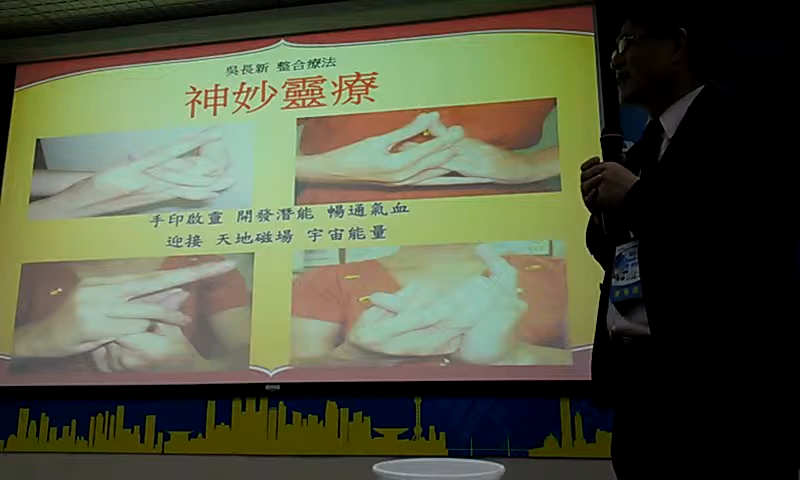 吳長新 整合療法
神妙靈療
手印啟靈 開發潛能 暢通氣血
迎接 天地磁場 宇宙能量